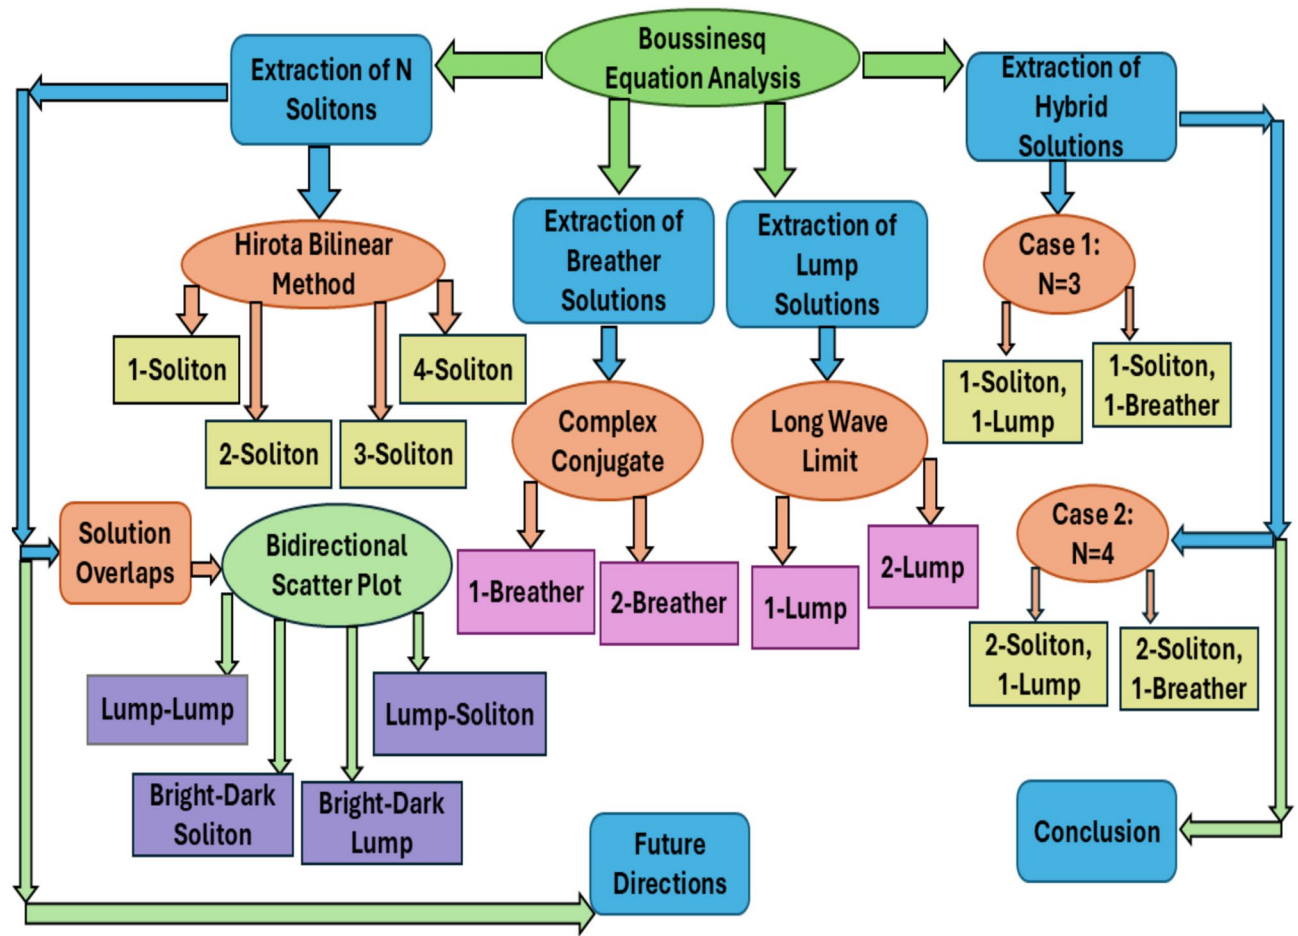 Boussinesq
Equation Analysis
Extraction of N
Solitons
Extraction of
Hybrid
Solutions
Hirota Bilinear
Method
Extraction of
Breather
Solutions
Extraction of
Lump
Solutions
Case 1:
N=3
1-Soliton
4-Soliton
2-Soliton
3-Soliton
Complex
Conjugate
Long Wave
Limit
1-Soliton,
1-Lump
1-Soliton,
1-Breather
Solution
Overlaps
Bidirectional
Scatter Plot
1-Breather
2-Breather
1-Lump
2-Lump
Case 2:
N=4
2-Soliton,
1-Lump
2-Soliton,
1-Breather
Lump-Lump
Lump-Soliton
Bright-Dark
Soliton
Bright-Dark
Lump
Future
Directions
Conclusion